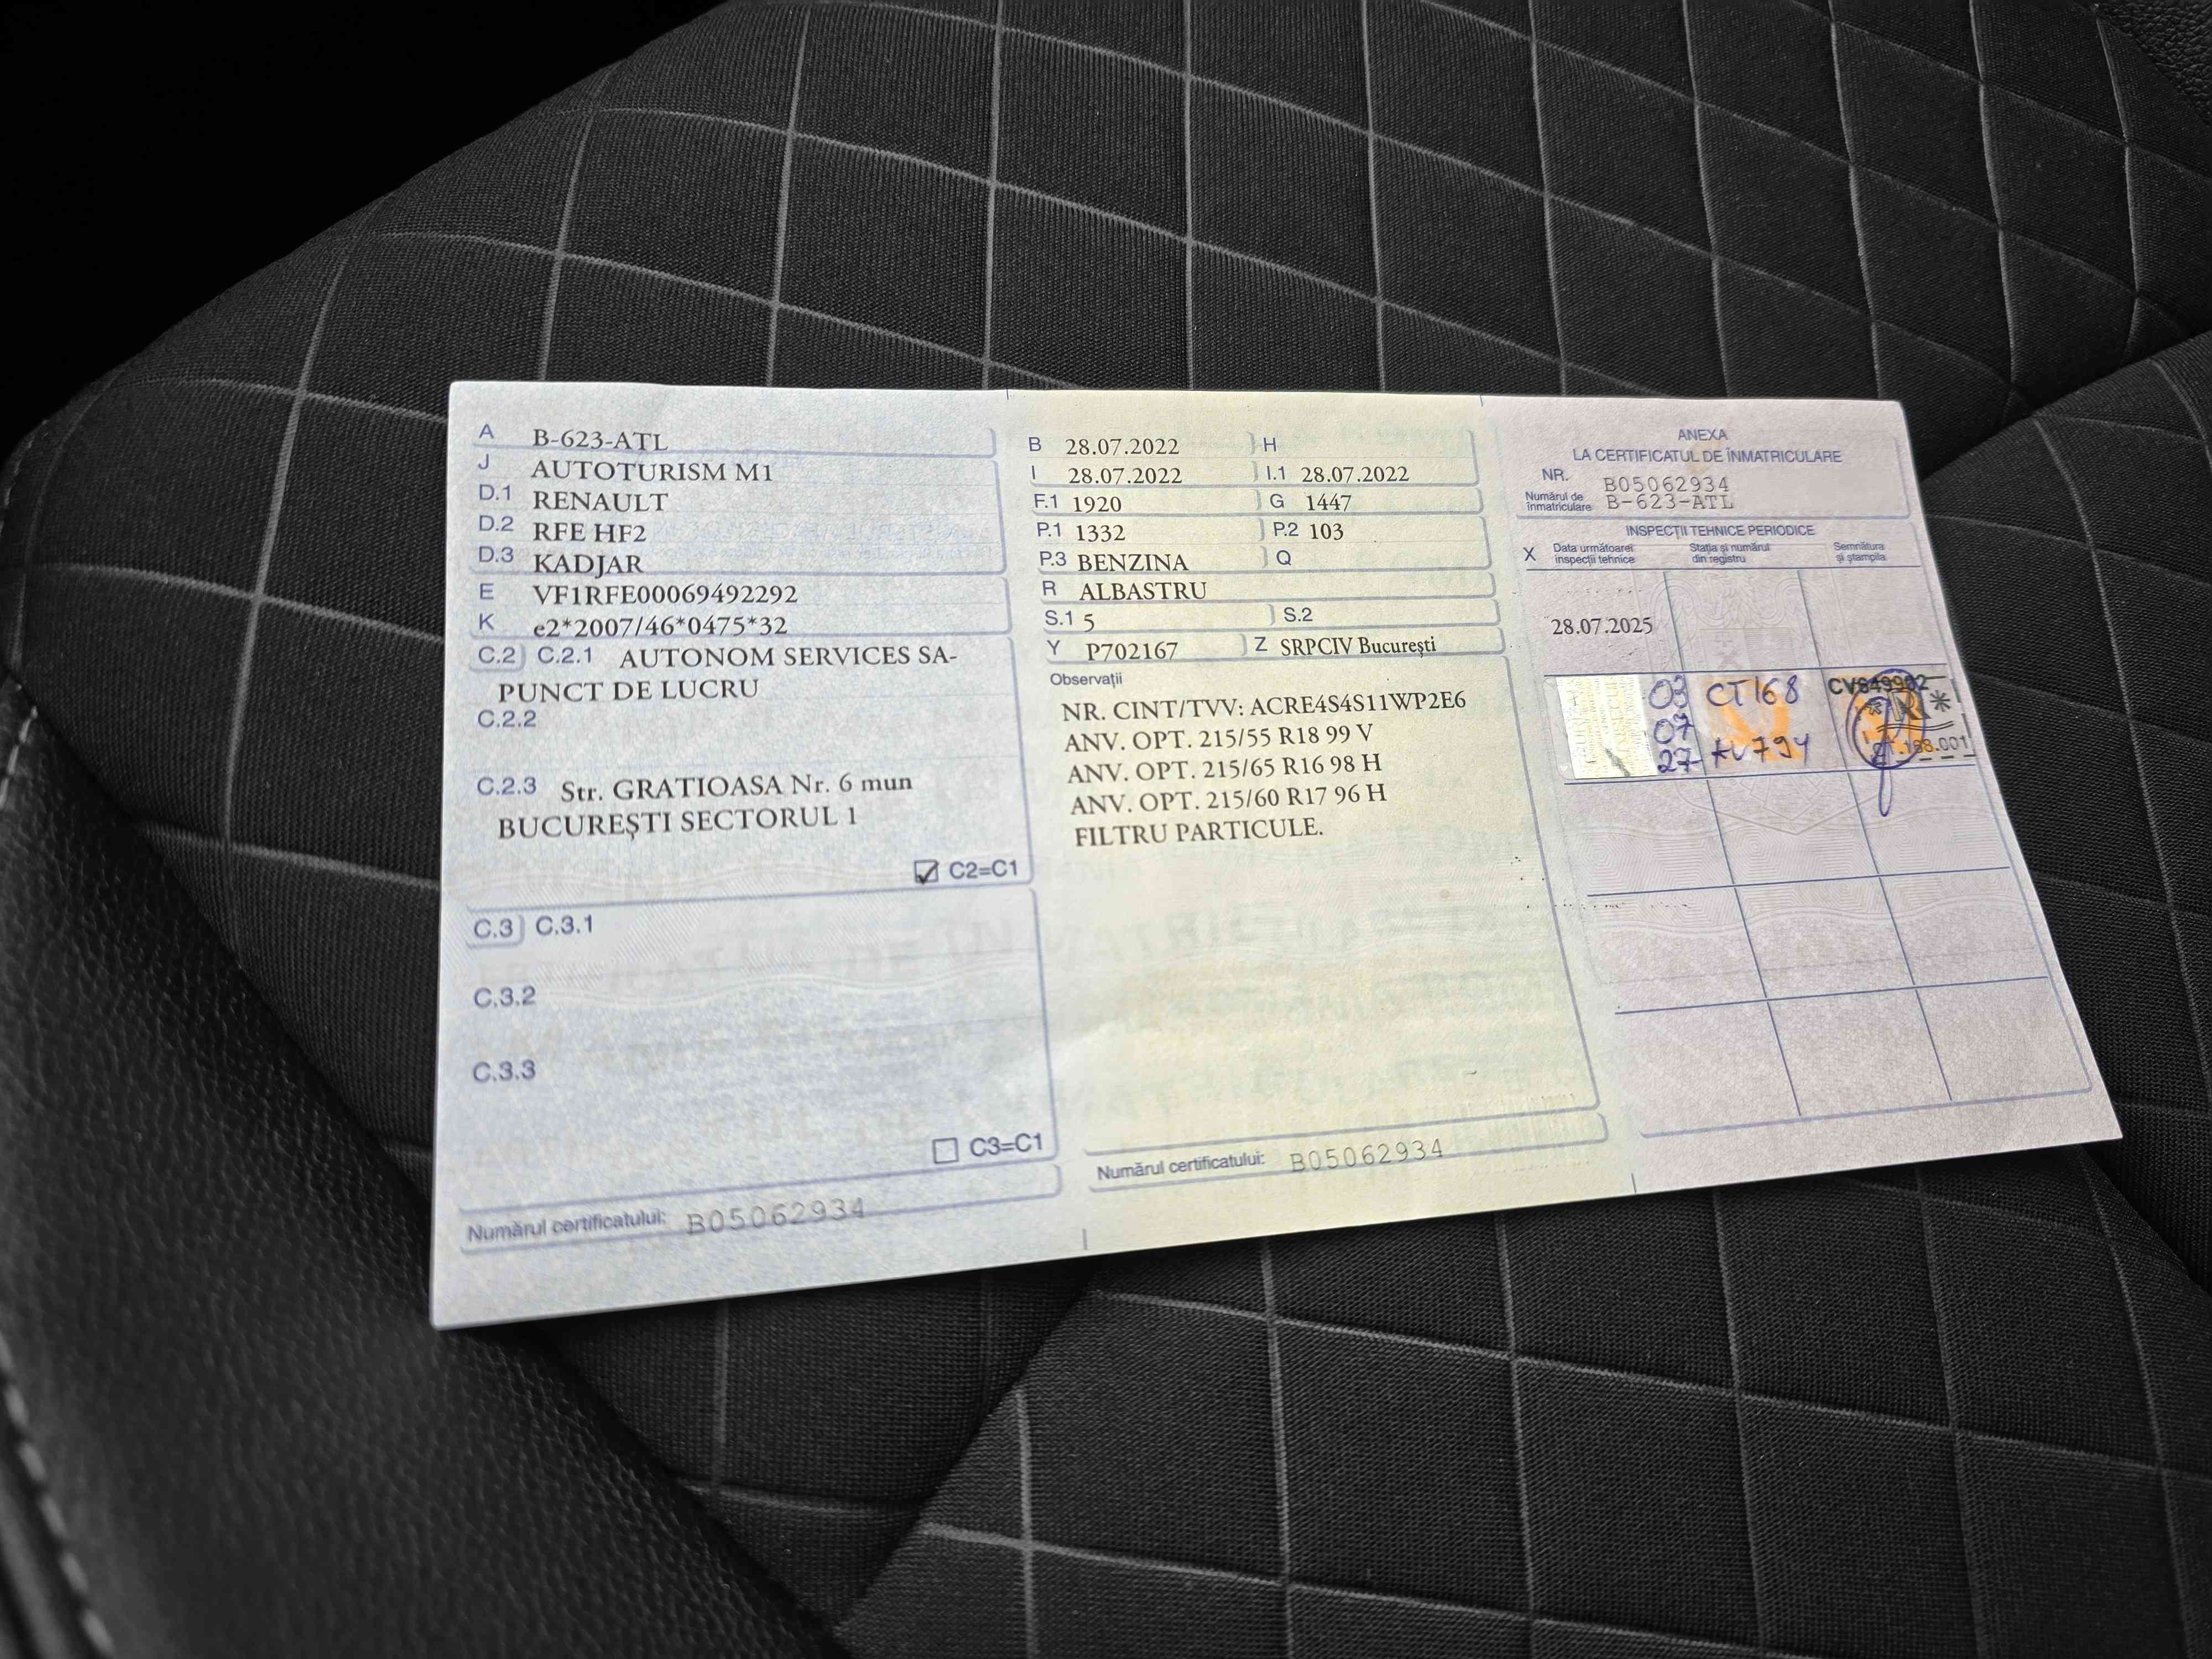 A B-623-ATL
J AUTOTURISM M1
D.1 RENAULT
D.2 RFE HF2
D.3 KADJAR
E VF1RFE00069492292
K e2*2007/46*0475*32
C.2 C.2.1 AUTONOM SERVICES SA-
PUNCT DE LUCRU
C.2.2
C.2.3 Str. GRATIOASA Nr. 6 mun
BUCUREȘTI SECTORUL 1
C2=C1
C.3 C.3.1
C.3.2
C.3.3
C3=C1
Numărul certificatului: B05062934
B 28.07.2022 H
I 28.07.2022 I.1 28.07.2022
F.1 1920 G 1447
P.1 1332 P.2 103
P.3 BENZINA Q
R ALBASTRU
S.1 5 S.2
Y P702167 Z SRPCIV București
Observații
NR. CINT/TVV: ACRE4S4S11WP2E6
ANV. OPT. 215/55 R18 99 V
ANV. OPT. 215/65 R16 98 H
ANV. OPT. 215/60 R17 96 H
FILTRU PARTICULE.
Numărul certificatului: B05062934
ANEXA
LA CERTIFICATUL DE ÎNMATRICULARE
NR. B05062934
Numărul de
înmatriculare B-623-ATL
INSPECȚII TEHNICE PERIODICE
X Data următoarei
inspecții tehnice
Stația și numărul
din registru
Semnătura
și ștampila
28.07.2025
03 CT168
07
27